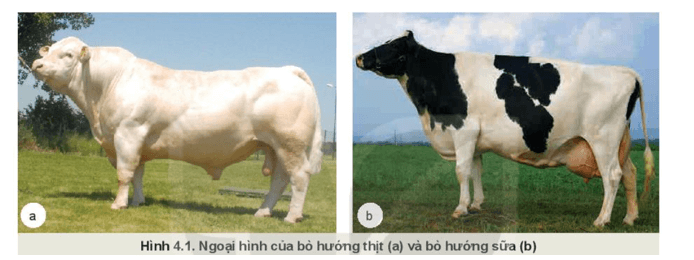 a
b
Hình 4.1. Ngoại hình của bò hướng thịt (a) và bò hướng sữa (b)